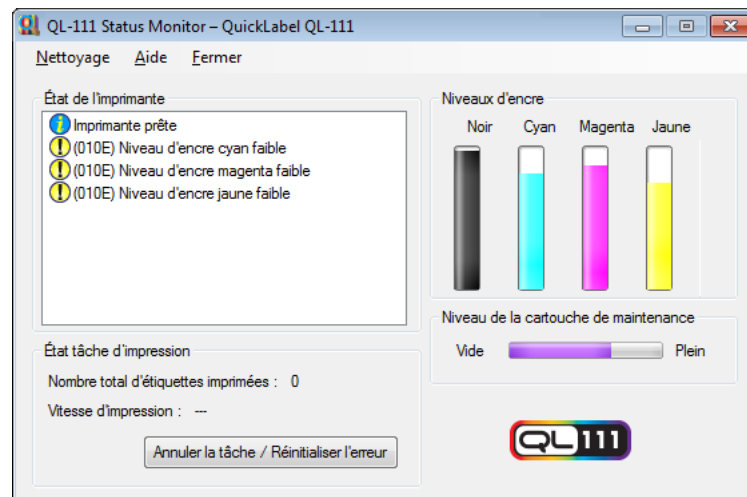 QL-111 Status Monitor – QuickLabel QL-111
Nettoyage Aide Fermer
État de l'imprimante
Imprimante prête
(010E) Niveau d'encre cyan faible
(010E) Niveau d'encre magenta faible
(010E) Niveau d'encre jaune faible
Niveaux d'encre
Noir Cyan Magenta Jaune
Niveau de la cartouche de maintenance
Vide Plein
État tâche d'impression
Nombre total d'étiquettes imprimées : 0
Vitesse d'impression : ---
Annuler la tâche / Réinitialiser l'erreur
QL111